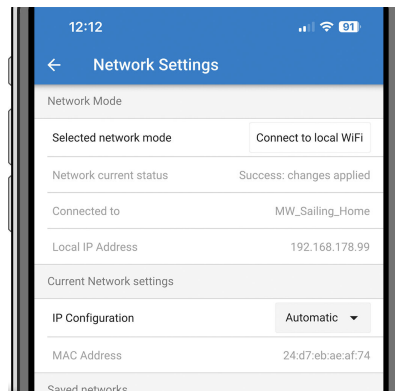 12:12
91
Network Settings
Network Mode
Selected network mode Connect to local WiFi
Network current status Success: changes applied
Connected to MW_Sailing_Home
Local IP Address 192.168.178.99
Current Network settings
IP Configuration Automatic
MAC Address 24:d7:eb:ae:af:74
Saved networks